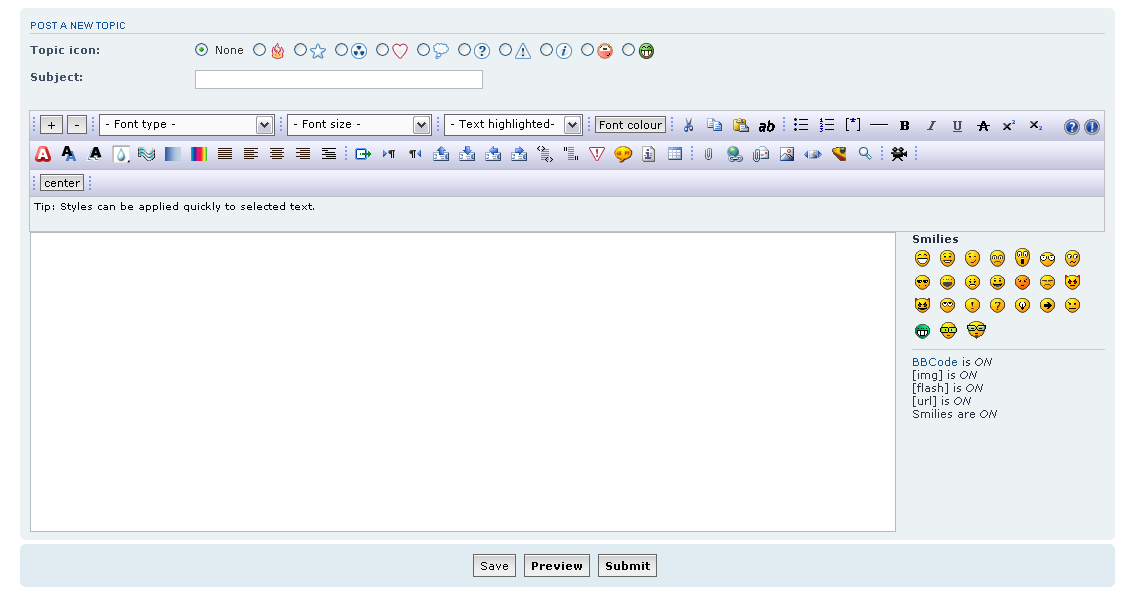 POST A NEW TOPIC
Topic icon: None
Subject:
+ - - Font type - - Font size - - Text highlighted- Font colour ab [*] B I U A x² x₂
center
Tip: Styles can be applied quickly to selected text.
Smilies
BBCode is ON
[img] is ON
[flash] is ON
[url] is ON
Smilies are ON
Save Preview Submit